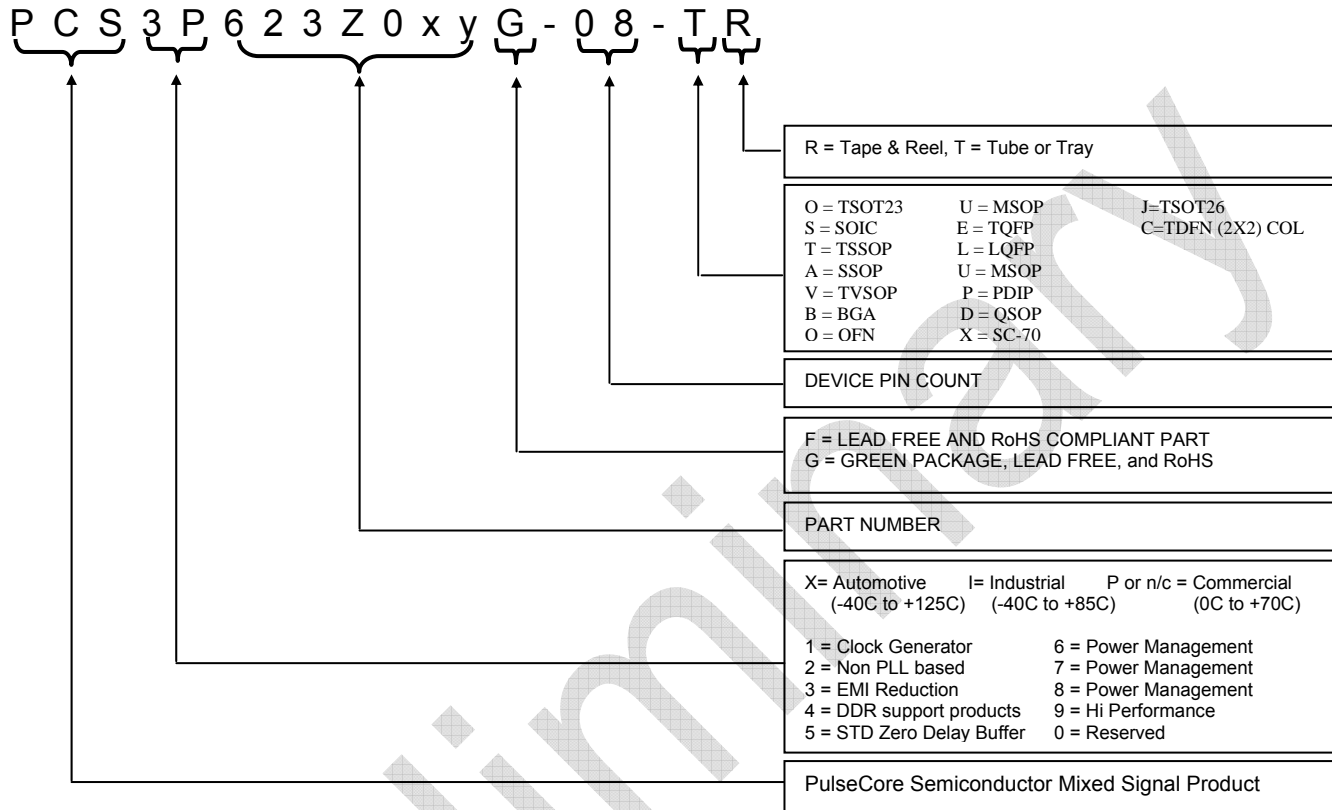 P C S 3 P 6 2 3 Z 0 x y G - 0 8 - T R
R = Tape & Reel, T = Tube or Tray
O = TSOT23 U = MSOP J=TSOT26
S = SOIC E = TQFP C=TDFN (2X2) COL
T = TSSOP L = LQFP
A = SSOP U = MSOP
V = TVSOP P = PDIP
B = BGA D = QSOP
O = OFN X = SC-70
DEVICE PIN COUNT
F = LEAD FREE AND RoHS COMPLIANT PART
G = GREEN PACKAGE, LEAD FREE, and RoHS
PART NUMBER
X= Automotive I= Industrial P or n/c = Commercial
(-40C to +125C) (-40C to +85C) (0C to +70C)
1 = Clock Generator 6 = Power Management
2 = Non PLL based 7 = Power Management
3 = EMI Reduction 8 = Power Management
4 = DDR support products 9 = Hi Performance
5 = STD Zero Delay Buffer 0 = Reserved
PulseCore Semiconductor Mixed Signal Product
liminary